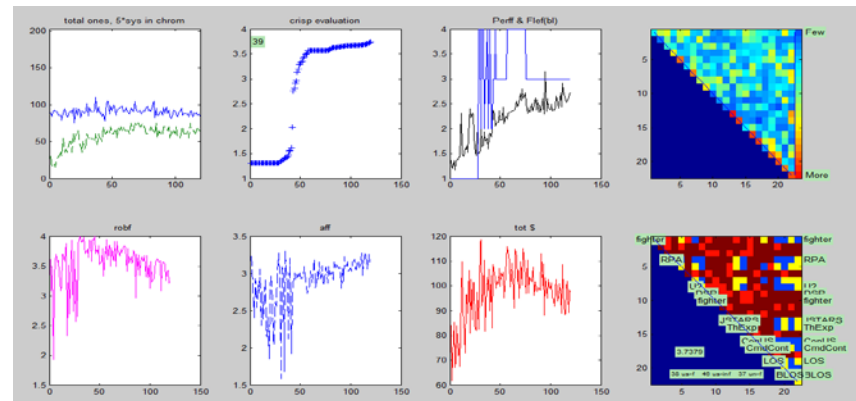 total ones, 5*sys in chrom
200
150
100
50
0
0 50 100
crisp evaluation
39
4
3.5
3
2.5
2
1.5
1
0 50 100 150
Perff & Flef(bl)
4
3.5
3
2.5
2
1.5
1
0 50 100 150
Few
More
5
10
15
20
5 10 15 20
robf
4
3.5
3
2.5
2
1.5
0 50 100 150
aff
3.5
3
2.5
2
1.5
0 50 100 150
tot $
120
110
100
90
80
70
60
0 50 100 150
fighter fighter
RPA RPA
U2
fighter fighter
JSTARS
ThExp ThExp
CmdCont CmdCont
LOS LOS
BLOS BLOS
3.7379
5
10
15
20
5 10 15 20